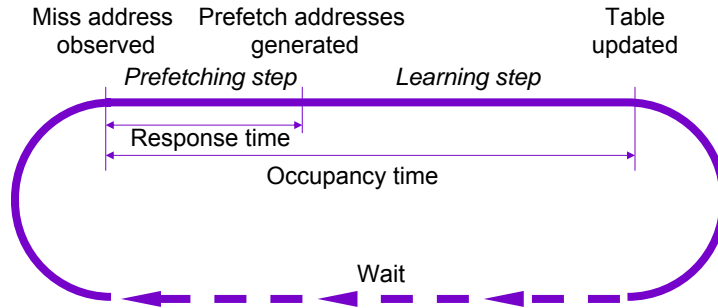 Miss address
observed
Prefetch addresses
generated
Table
updated
Prefetching step
Learning step
Response time
Occupancy time
Wait